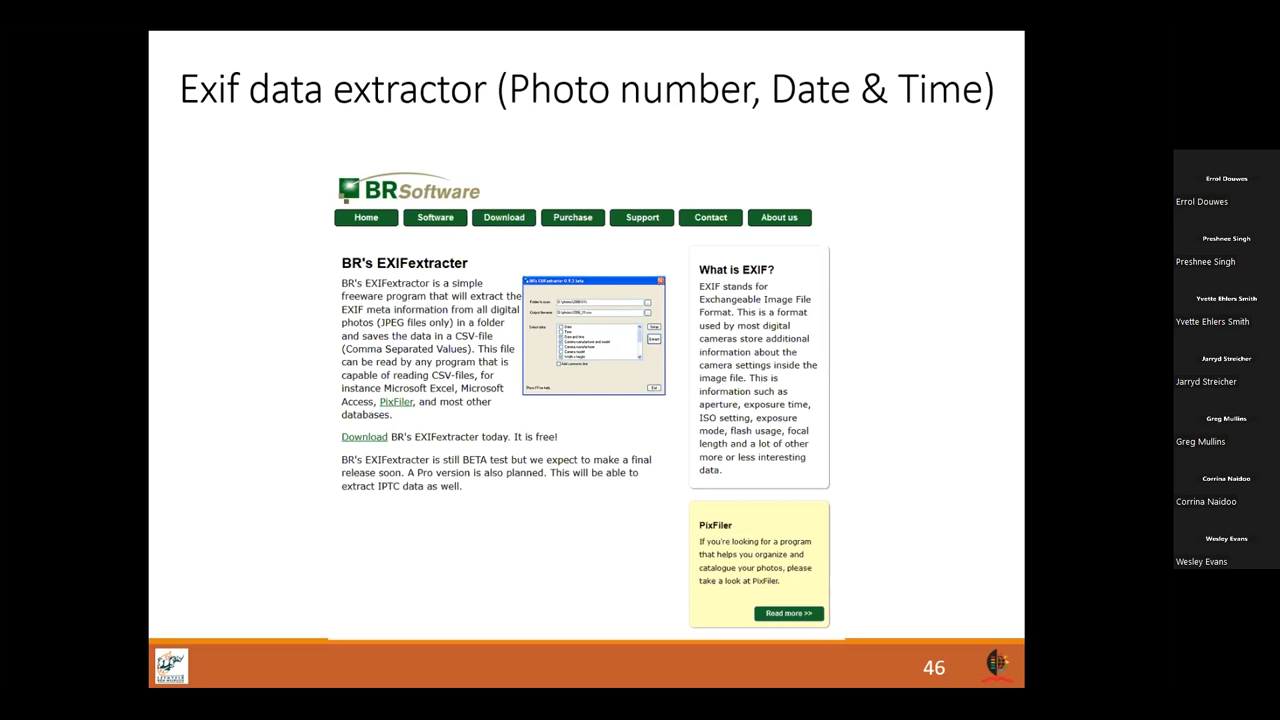 Exif data extractor (Photo number, Date & Time)
BRSoftware
Home Software Download Purchase Support Contact About us
BR's EXIFextracter
BR's EXIFextractor is a simple
freeware program that will extract the
EXIF meta information from all digital
photos (JPEG files only) in a folder
and saves the data in a CSV-file
(Comma Separated Values). This file
can be read by any program that is
capable of reading CSV-files, for
instance Microsoft Excel, Microsoft
Access, PixFiler, and most other
databases.
Download BR's EXIFextracter today. It is free!
BR's EXIFextracter is still BETA test but we expect to make a final
release soon. A Pro version is also planned. This will be able to
extract IPTC data as well.
What is EXIF?
EXIF stands for
Exchangeable Image File
Format. This is a format
used by most digital
cameras store additional
information about the
camera settings inside the
image file. This is
information such as
aperture, exposure time,
ISO setting, exposure
mode, flash usage, focal
length and a lot of other
more or less interesting
data.
PixFiler
If you're looking for a program
that helps you organize and
catalogue your photos, please
take a look at PixFiler.
Read more >>
46
Errol Douwes
Errol Douwes
Preshnee Singh
Preshnee Singh
Yvette Ehlers Smith
Yvette Ehlers Smith
Jarryd Streicher
Jarryd Streicher
Greg Mullins
Greg Mullins
Corrina Naidoo
Corrina Naidoo
Wesley Evans
Wesley Evans